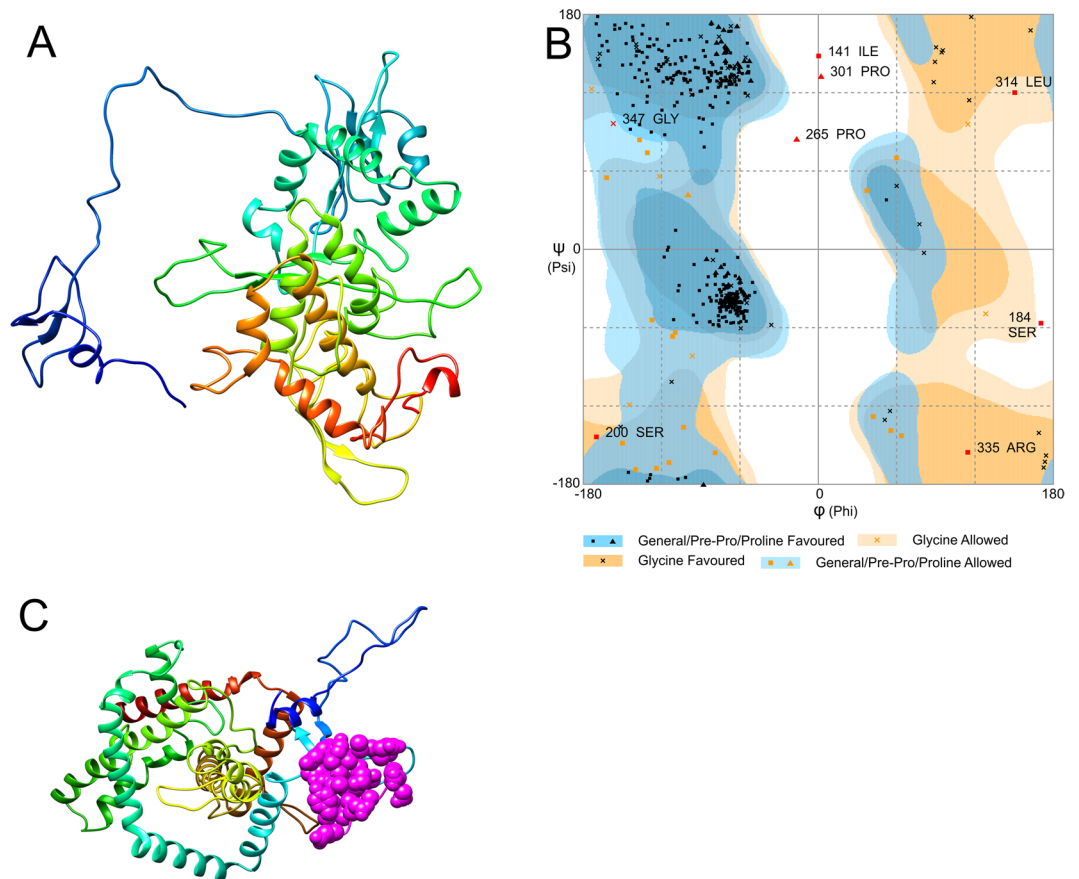 A
B
180
141 ILE
301 PRO
314 LEU
347 GLY
265 PRO
Ψ 0
(Psi)
184
SER
200 SER
335 ARG
-180
-180 0 180
φ (Phi)
General/Pre-Pro/Proline Favoured Glycine Allowed
Glycine Favoured General/Pre-Pro/Proline Allowed
C